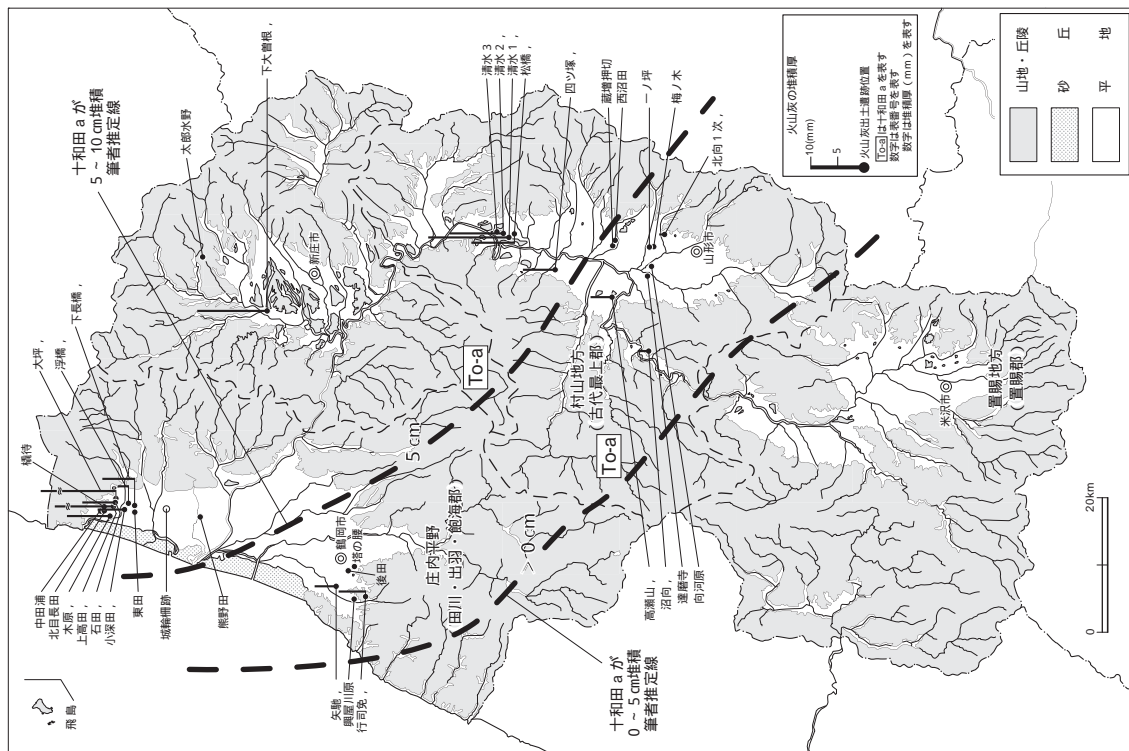 飛島
中田浦
北目長田
木原，
上高田，
石田，
小深田，
東田
城輪柵跡
熊野田
橇待
大坪，
浮橋，
下長橋，
十和田ａが
5 ~ 10 cm堆積
筆者推定線
太郎水野
下大曽根，
新庄市
清水 3
清水 2，
清水 1，
松橋，
四ツ塚，
蔵増押切
西沼田
一ノ坪
梅ノ木
北向 1 次，
To-a
5 cm
矢馳，
興屋川原
行司免，
鶴岡市
塔の腰
後田
庄内平野
田川・出羽・飽海郡
>0 cm
十和田ａが
0 ~ 5 cm堆積
筆者推定線
村山地方
（古代最上郡）
To-a
高瀬山，
沼向，
達磨寺
向河原
山形市
米沢市
置賜地方
（置賜郡）
0
20km
火山灰の堆積厚
10(mm)
5
火山灰出土遺跡位置
To-aは十和田ａを表す
数字は表番号を表す
数字は堆積厚（mm）を表す
山地・丘陵
砂 丘
平 地